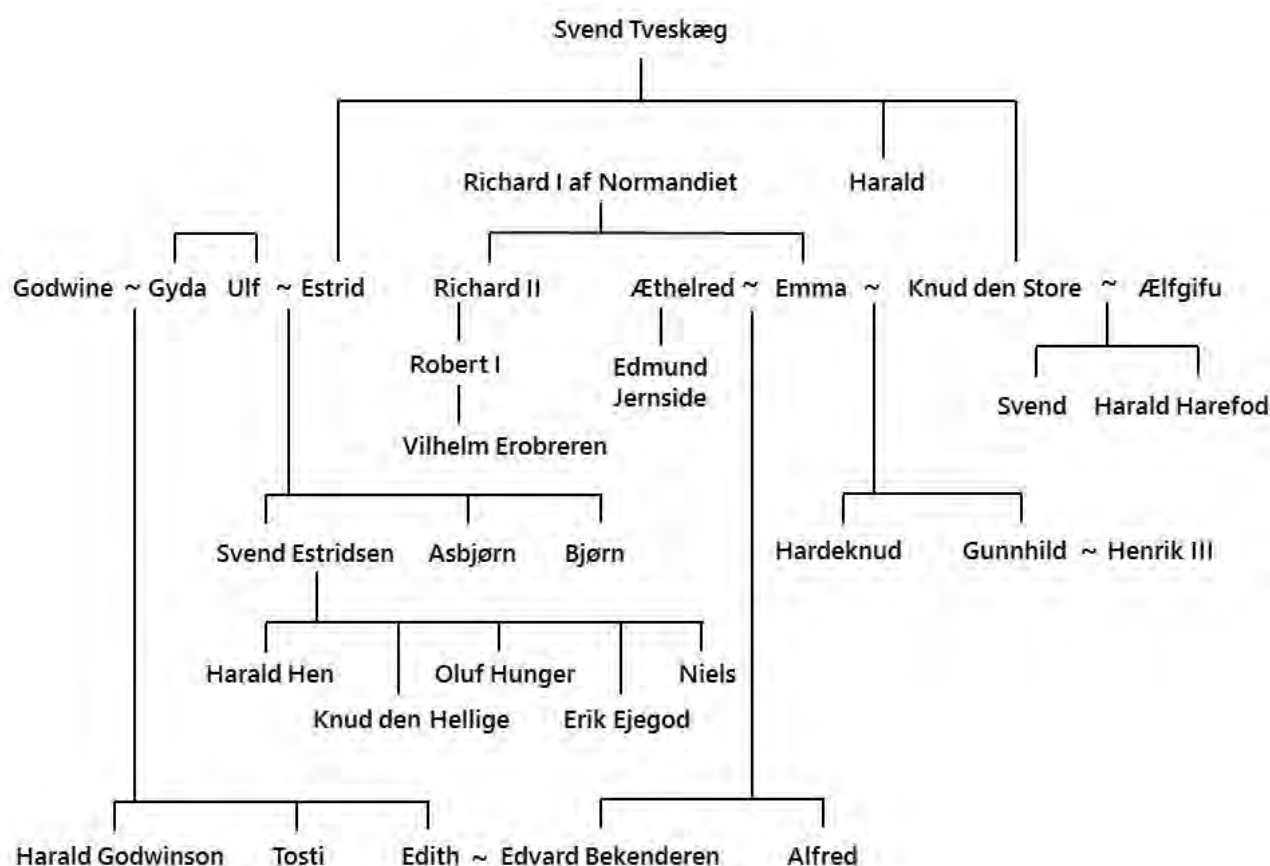 Svend Tveskæg
Richard I af Normandiet Harald
Godwine ~ Gyda Ulf ~ Estrid Richard II Æthelred ~ Emma ~ Knud den Store ~ Ælfgifu
Robert I Edmund
Jernside
Svend Harald Harefod
Vilhelm Erobreren
Svend Estridsen Asbjørn Bjørn Hardeknud Gunnhild ~ Henrik III
Harald Hen Oluf Hunger Niels
Knud den Hellige Erik Ejegod
Harald Godwinson Tosti Edith ~ Edvard Bekenderen Alfred